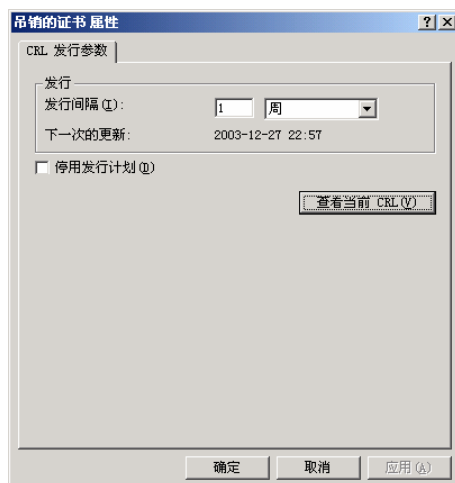 吊销的证书 属性
CRL 发行参数
发行
发行间隔(I):
1
周
下一次的更新:
2003-12-27 22:57
停用发行计划(D)
查看当前 CRL(V)
确定
取消
应用(A)